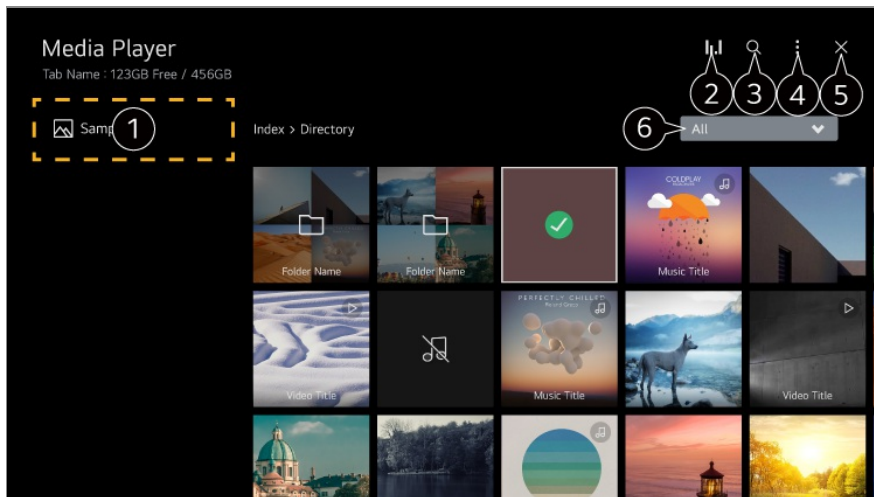 Media Player
Tab Name : 123GB Free / 456GB
2
3
4
5
Samp
1
Index > Directory
6
All
Folder Name
Folder Name
COLDPLAY
Music Title
Video Title
PERFECTLY CHILLED
Music Title
Video Title